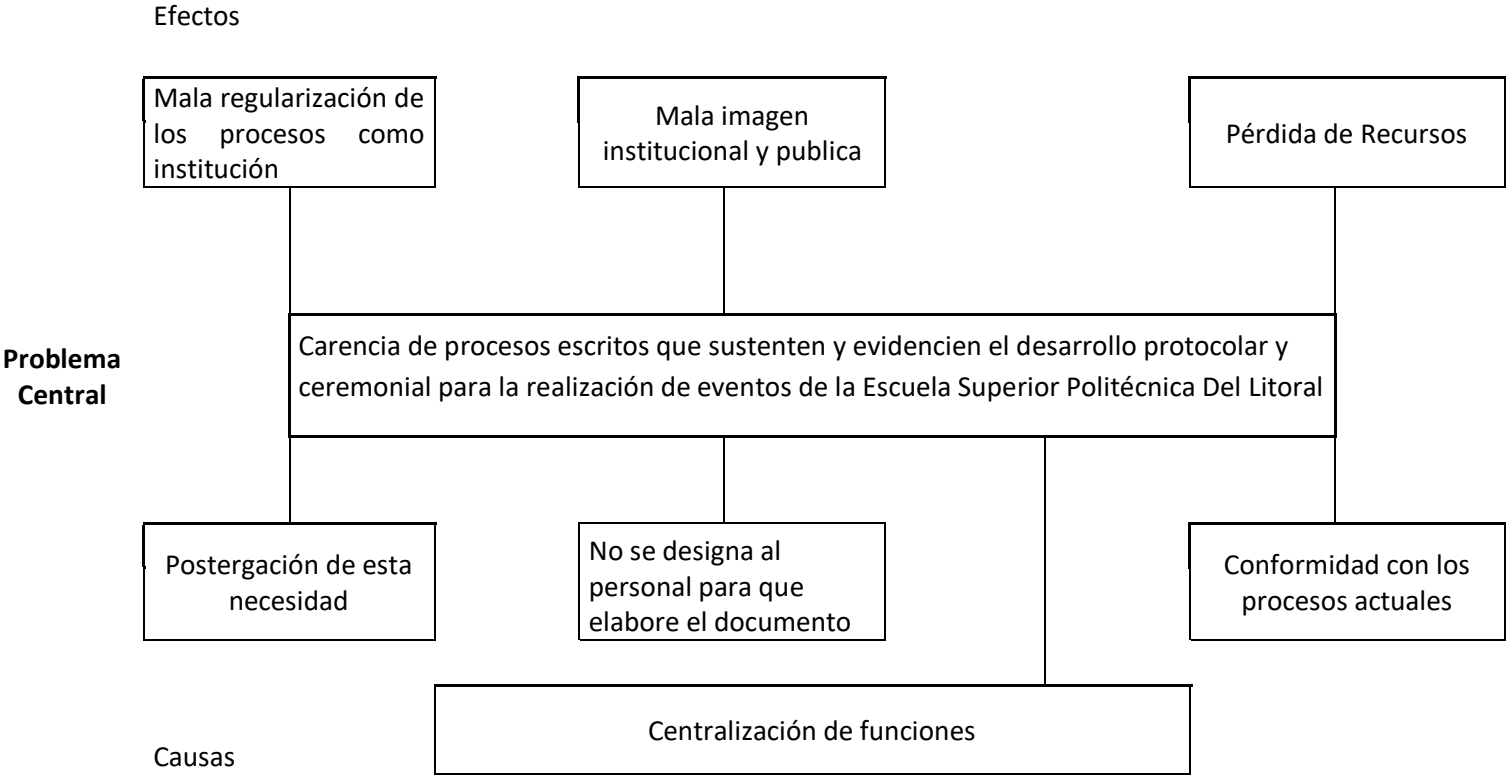 Efectos
Mala regularización de
los procesos como
institución
Mala imagen
institucional y publica
Pérdida de Recursos
Problema
Central
Carencia de procesos escritos que sustenten y evidencien el desarrollo protocolar y
ceremonial para la realización de eventos de la Escuela Superior Politécnica Del Litoral
Postergación de esta
necesidad
No se designa al
personal para que
elabore el documento
Conformidad con los
procesos actuales
Centralización de funciones
Causas